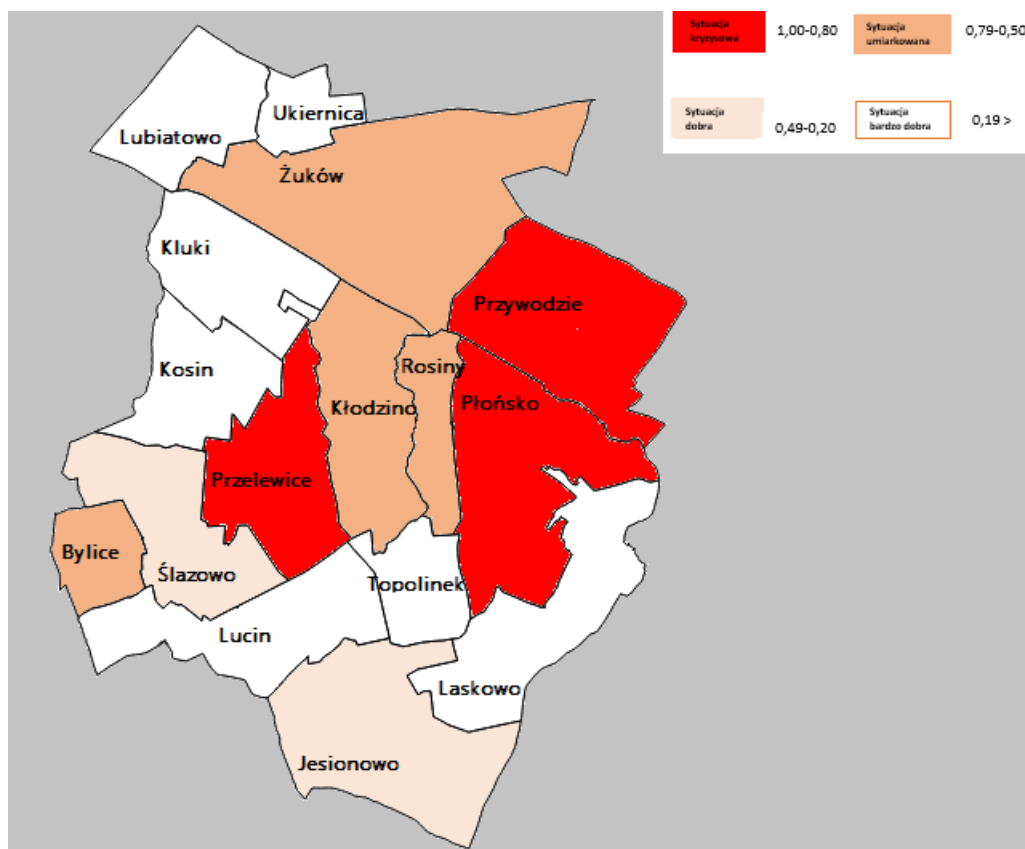 Sytuacja
kryzysowa
1,00-0,80
Sytuacja
umiarkowana
0,79-0,50
Sytuacja
dobra
0,49-0,20
Sytuacja
bardzo dobra
0,19 >
Ukiernica
Lubiatowo
Żuków
Kluki
Przywodzie
Kosin
Rosiny
Kłodzino
Płońsko
Przelewice
Bylice
Ślazowo
Topolinek
Lucin
Laskowo
Jesionowo